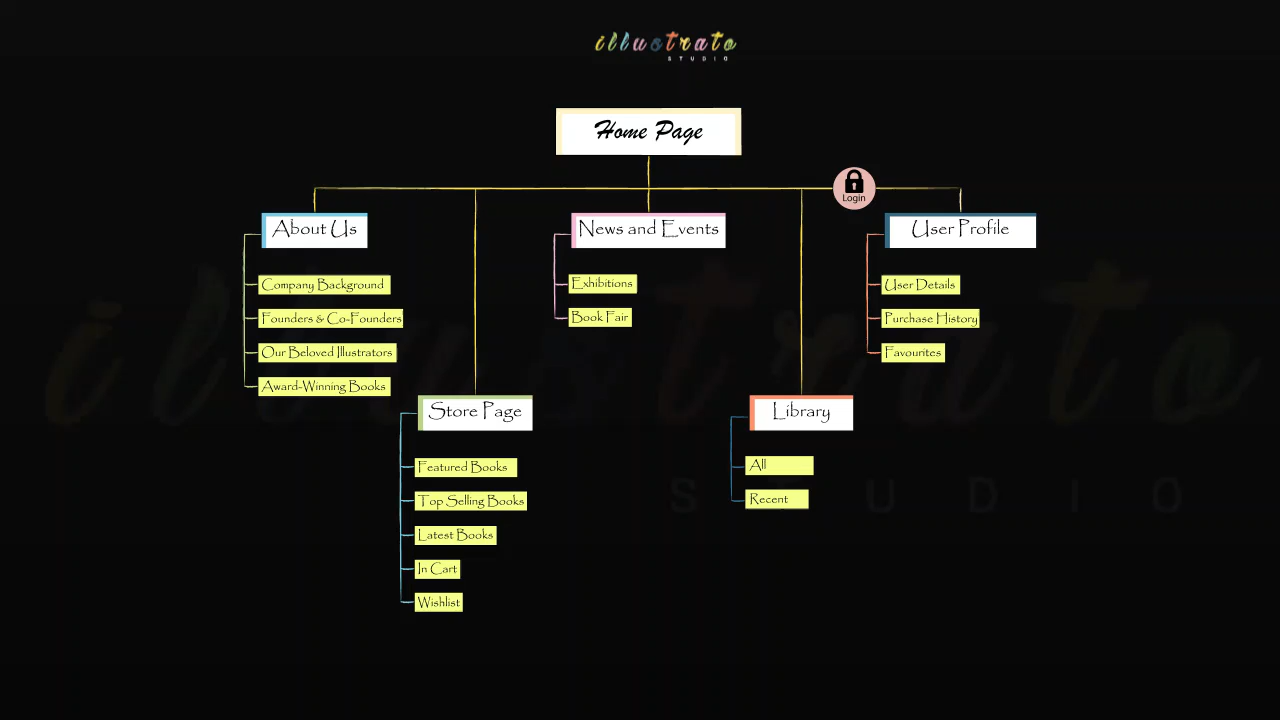 illustrato
STUDIO
Home Page
Login
About Us
Company Background
Founders & Co-Founders
Our Beloved Illustrators
Award-Winning Books
Store Page
Featured Books
Top Selling Books
Latest Books
In Cart
Wishlist
News and Events
Exhibitions
Book Fair
Library
All
Recent
User Profile
User Details
Purchase History
Favourites
illustrato
STUDIO